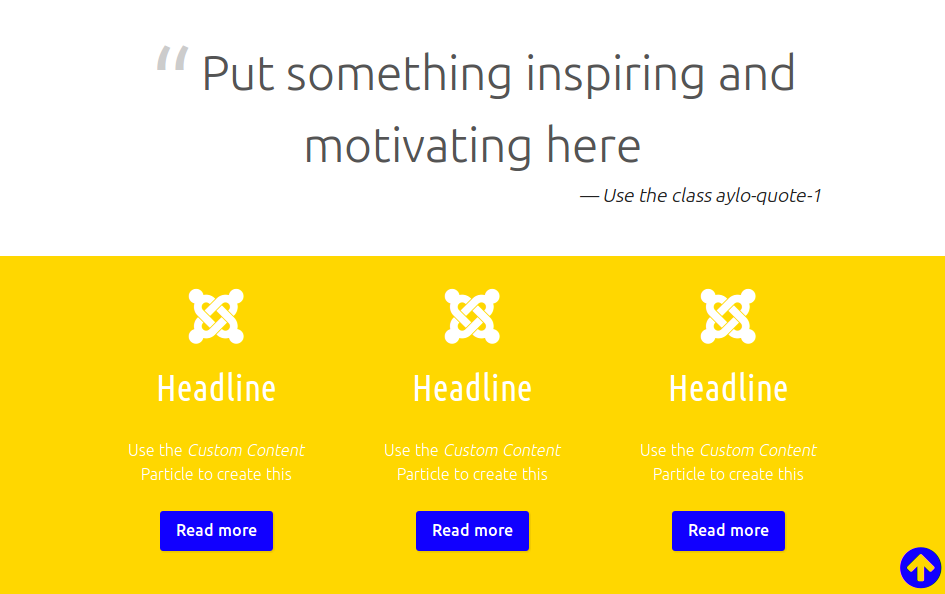 “ Put something inspiring and
motivating here
— Use the class aylo-quote-1
Headline Headline Headline
Use the Custom Content Use the Custom Content Use the Custom Content
Particle to create this Particle to create this Particle to create this
Read more Read more Read more